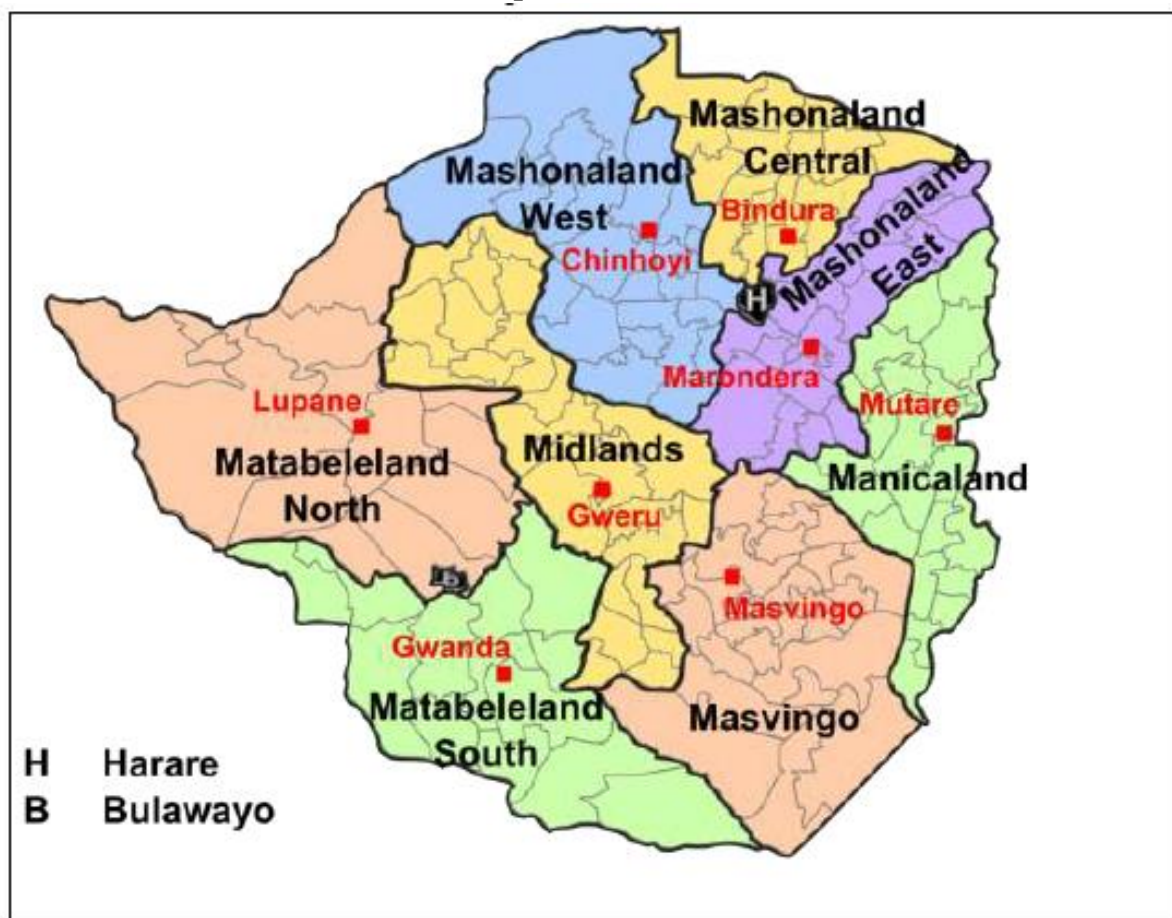 Mashonaland
Central
Mashonaland
West
Bindura
Chinhoyi
Mashonaland
East
H
Marondera
Lupane
Matabeleland
North
Midlands
Gweru
Mutare
Manicaland
B
Masvingo
Gwanda
Matabeleland
South
Masvingo
H Harare
B Bulawayo